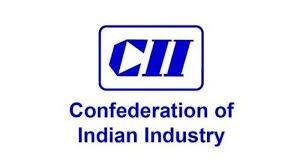 CII
Confederation of
Indian Industry